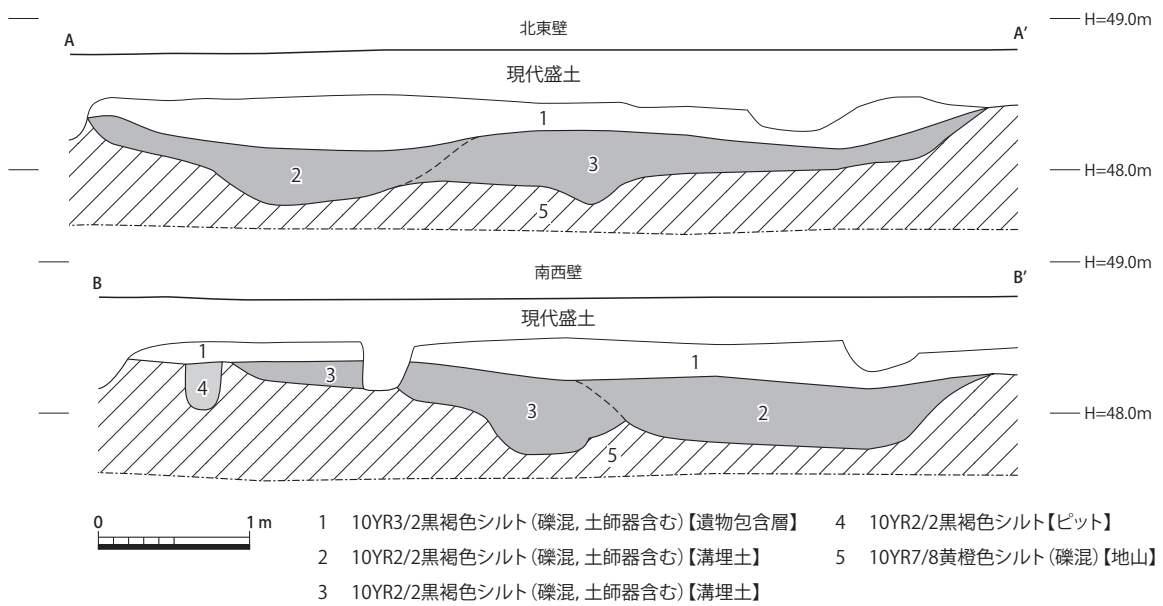 H=49.0m
北東壁
A A’
現代盛土
1
2 3
H=48.0m
5
H=49.0m
南西壁
B B’
現代盛土
1 1
3
4
3 2
H=48.0m
5
0 1 m
1 10YR3/2黒褐色シルト(礫混, 土師器含む)【遺物包含層】 4 10YR2/2黒褐色シルト【ピット】
2 10YR2/2黒褐色シルト(礫混, 土師器含む)【溝埋土】 5 10YR7/8黄橙色シルト(礫混)【地山】
3 10YR2/2黒褐色シルト(礫混, 土師器含む)【溝埋土】